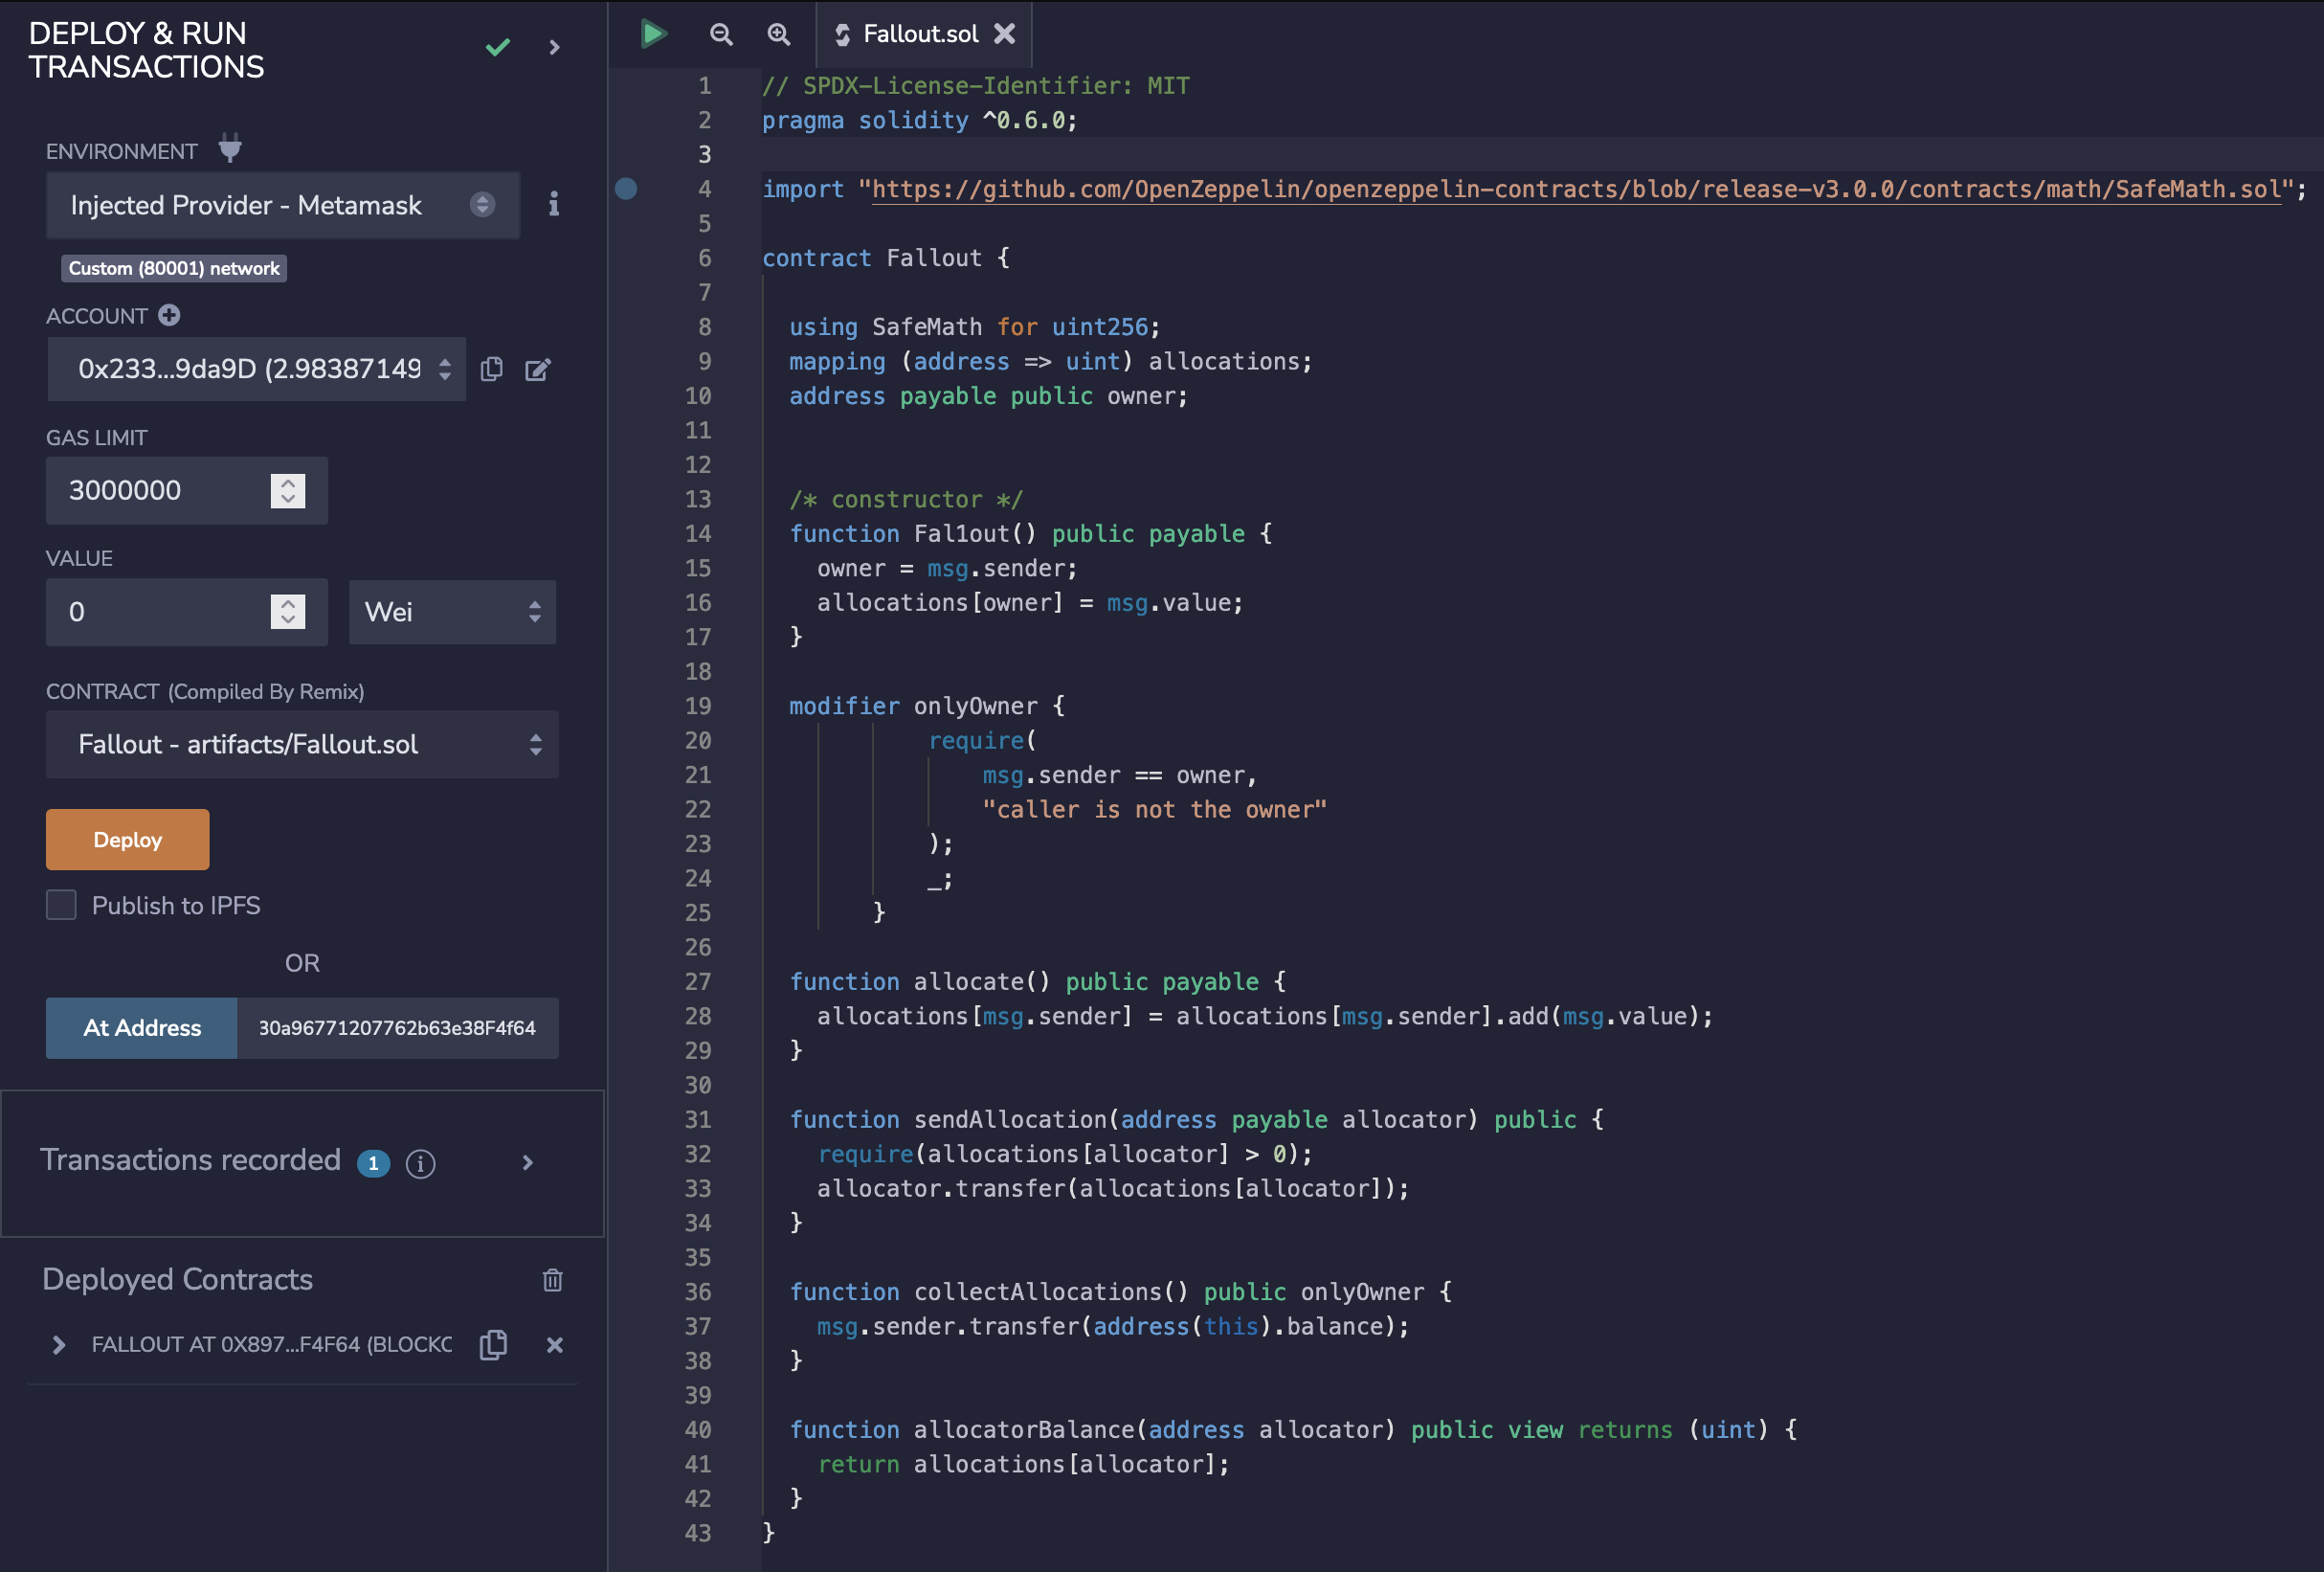 DEPLOY & RUN
TRANSACTIONS
ENVIRONMENT
Injected Provider - Metamask
Custom (80001) network
ACCOUNT
0x233...9da9D (2.98387149
GAS LIMIT
3000000
VALUE
0
Wei
CONTRACT (Compiled By Remix)
Fallout - artifacts/Fallout.sol
Deploy
Publish to IPFS
OR
At Address
30a96771207762b63e38F4f64
Transactions recorded 1
Deployed Contracts
FALLOUT AT 0X897...F4F64 (BLOCKC
Fallout.sol
1 // SPDX-License-Identifier: MIT
2 pragma solidity ^0.6.0;
3
4 import "https://github.com/OpenZeppelin/openzeppelin-contracts/blob/release-v3.0.0/contracts/math/SafeMath.sol";
5
6 contract Fallout {
7
8 using SafeMath for uint256;
9 mapping (address => uint) allocations;
10 address payable public owner;
11
12
13 /* constructor */
14 function Fal1out() public payable {
15 owner = msg.sender;
16 allocations[owner] = msg.value;
17 }
18
19 modifier onlyOwner {
20 require(
21 msg.sender == owner,
22 "caller is not the owner"
23 );
24 _;
25 }
26
27 function allocate() public payable {
28 allocations[msg.sender] = allocations[msg.sender].add(msg.value);
29 }
30
31 function sendAllocation(address payable allocator) public {
32 require(allocations[allocator] > 0);
33 allocator.transfer(allocations[allocator]);
34 }
35
36 function collectAllocations() public onlyOwner {
37 msg.sender.transfer(address(this).balance);
38 }
39
40 function allocatorBalance(address allocator) public view returns (uint) {
41 return allocations[allocator];
42 }
43 }